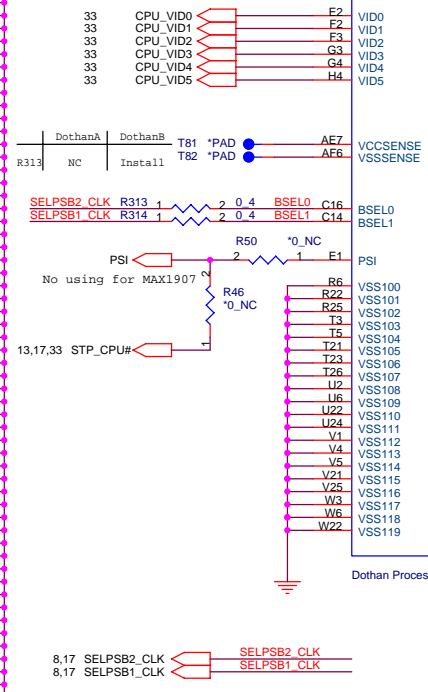 33 CPU_VID0 E2 VID0
33 CPU_VID1 F2 VID1
33 CPU_VID2 F3 VID2
33 CPU_VID3 G3 VID3
33 CPU_VID4 G4 VID4
33 CPU_VID5 H4 VID5
DothanA DothanB T81 *PAD AE7 VCCSENSE
R313 NC Install T82 *PAD AF6 VSSSENSE
SELPSB2_CLK R313 1 2 0_4 BSEL0 C16 BSEL0
SELPSB1_CLK R314 1 2 0_4 BSEL1 C14 BSEL1
R50 *0_NC
PSI 2 1 E1 PSI
No using for MAX1907
2 R46
*0_NC
1
13,17,33 STP_CPU#
R6 VSS100
R22 VSS101
R25 VSS102
T3 VSS103
T5 VSS104
T21 VSS105
T23 VSS106
T26 VSS107
U2 VSS108
U6 VSS109
U22 VSS110
U24 VSS111
V1 VSS112
V4 VSS113
V5 VSS114
V21 VSS115
V25 VSS116
W3 VSS117
W6 VSS118
W22 VSS119
Dothan Proces
8,17 SELPSB2_CLK SELPSB2_CLK
8,17 SELPSB1_CLK SELPSB1_CLK